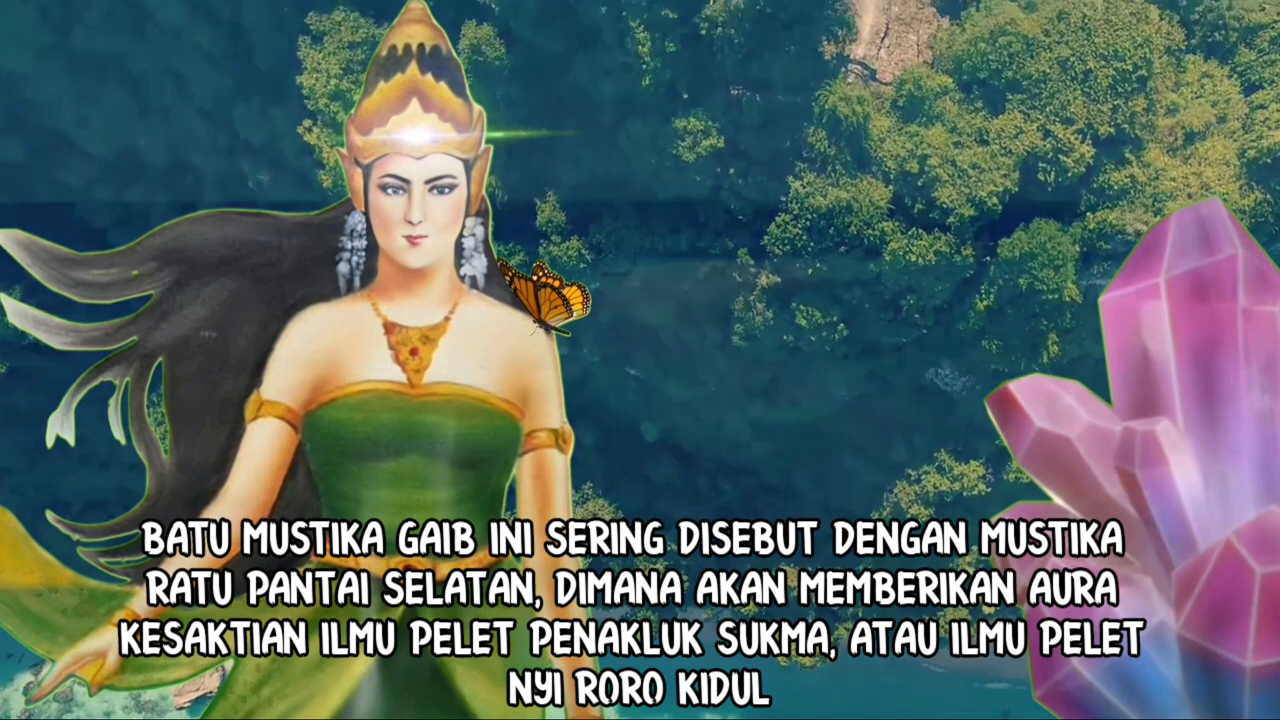 BATU MUSTIKA GAIB INI SERING DISEBUT DENGAN MUSTIKA
RATU PANTAI SELATAN, DIMANA AKAN MEMBERIKAN AURA
KESAKTIAN ILMU PELET PENAKLUK SUKMA, ATAU ILMU PELET
NYI RORO KIDUL